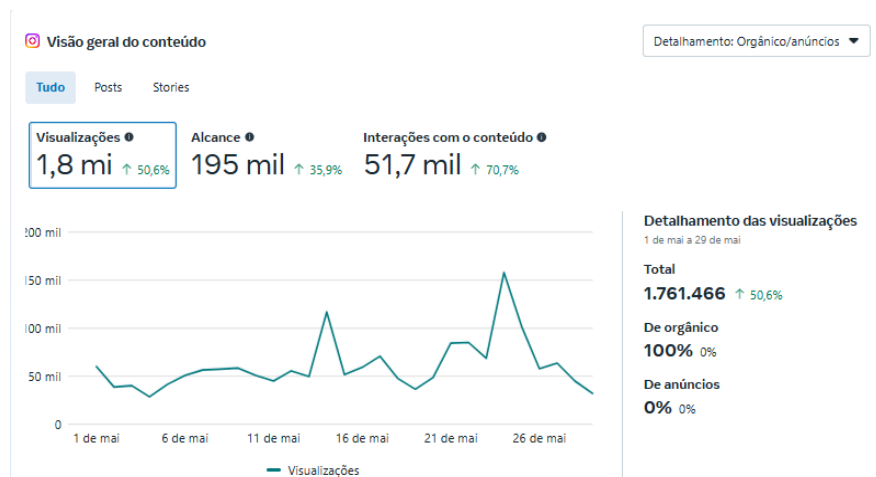 Visão geral do conteúdo
Detalhamento: Orgânico/anúncios
Tudo Posts Stories
Visualizações Alcance Interações com o conteúdo
1,8 mi ↑ 50,6% 195 mil ↑ 35,9% 51,7 mil ↑ 70,7%
200 mil
150 mil
100 mil
50 mil
0
1 de mai 6 de mai 11 de mai 16 de mai 21 de mai 26 de mai
Visualizações
Detalhamento das visualizações
1 de mai a 29 de mai
Total
1.761.466 ↑ 50,6%
De orgânico
100% 0%
De anúncios
0% 0%